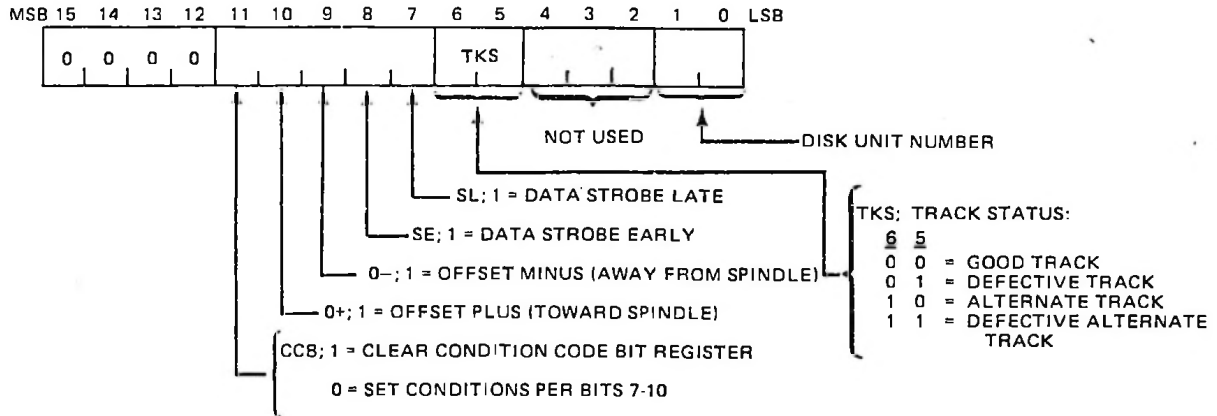 MSB 15 14 13 12 11 10 9 8 7 6 5 4 3 2 1 0 LSB
0 0 0 0 TKS
NOT USED
DISK UNIT NUMBER
SL; 1 = DATA STROBE LATE
SE; 1 = DATA STROBE EARLY
0–; 1 = OFFSET MINUS (AWAY FROM SPINDLE)
0+; 1 = OFFSET PLUS (TOWARD SPINDLE)
CCB; 1 = CLEAR CONDITION CODE BIT REGISTER
0 = SET CONDITIONS PER BITS 7-10
TKS; TRACK STATUS:
6 5
0 0 = GOOD TRACK
0 1 = DEFECTIVE TRACK
1 0 = ALTERNATE TRACK
1 1 = DEFECTIVE ALTERNATE
TRACK